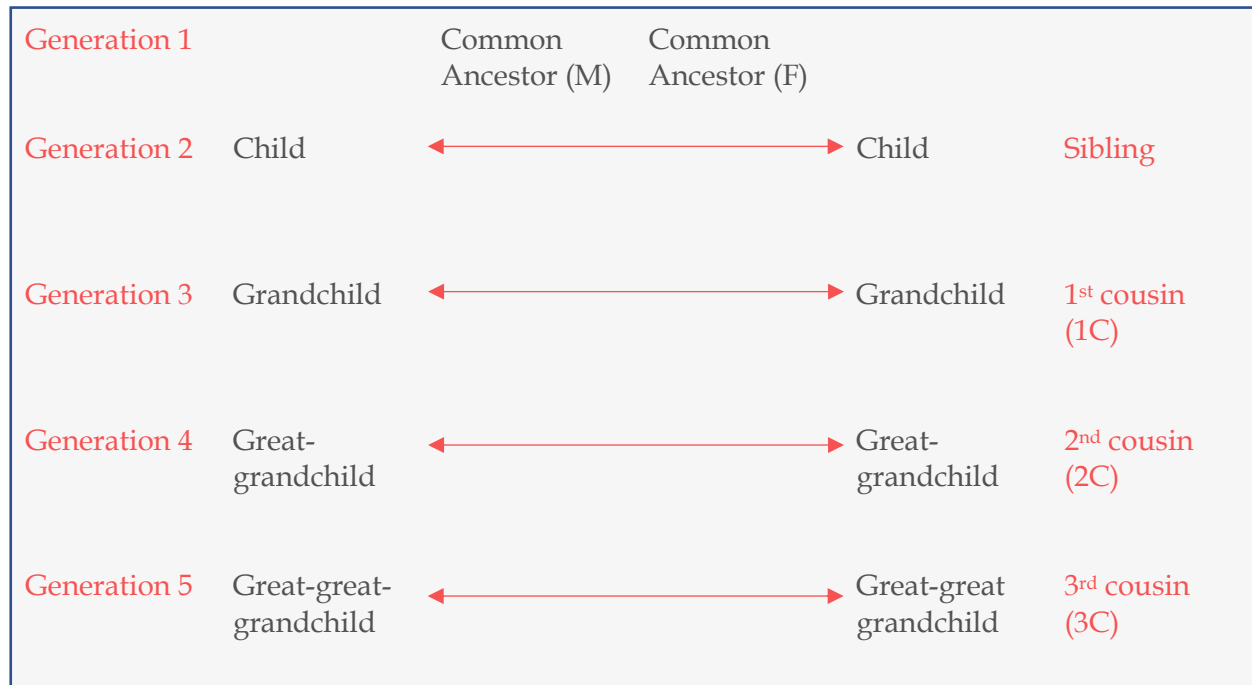 Generation 1 Common Common
Ancestor (M) Ancestor (F)
Generation 2 Child Child Sibling
Generation 3 Grandchild Grandchild 1st cousin
(1C)
Generation 4 Great- Great- 2nd cousin
grandchild grandchild (2C)
Generation 5 Great-great- Great-great 3rd cousin
grandchild grandchild (3C)